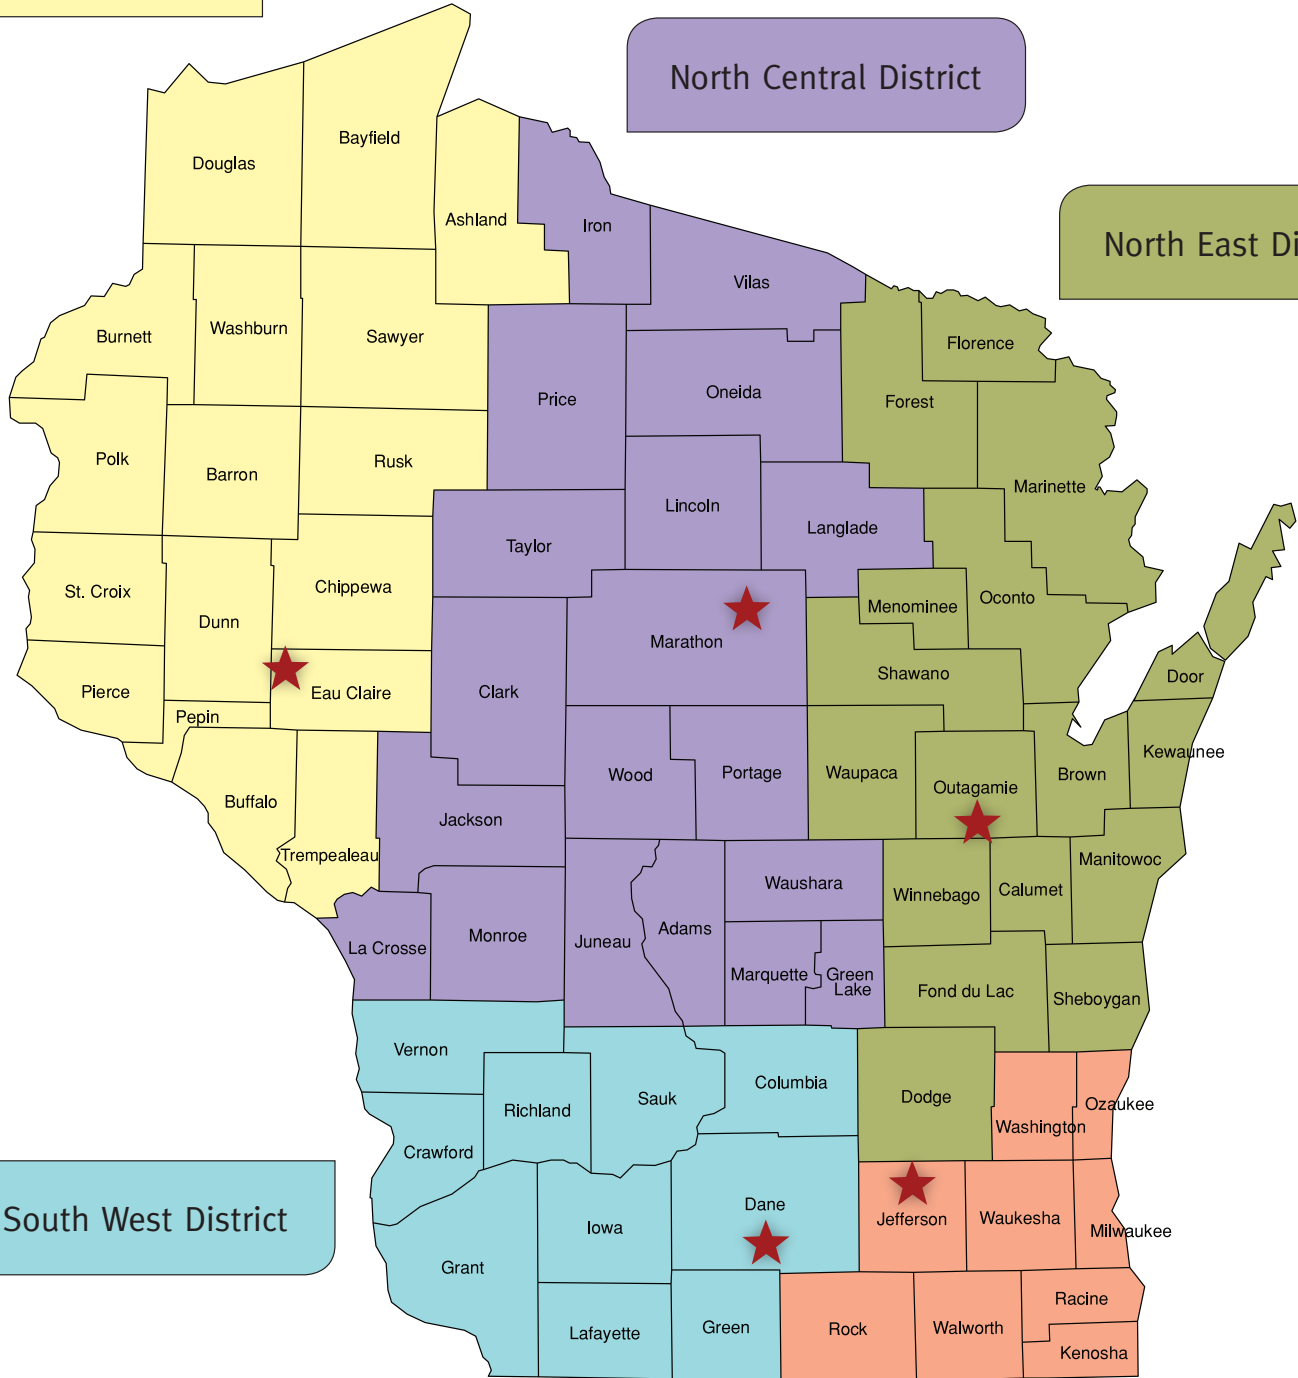 North Central District
North East Di
Bayfield
Douglas
Ashland
Iron
Vilas
Burnett
Washburn
Sawyer
Florence
Price
Oneida
Forest
Polk
Barron
Rusk
Marinette
Lincoln
Langlade
Taylor
St. Croix
Chippewa
Menominee
Oconto
Dunn
Marathon
Shawano
Door
Pierce
Eau Claire
Clark
Pepin
Kewaunee
Buffalo
Wood
Portage
Waupaca
Outagamie
Brown
Jackson
Trempealeau
Manitowoc
Waushara
Winnebago
Calumet
La Crosse
Monroe
Juneau
Adams
Marquette
Green
Lake
Fond du Lac
Sheboygan
Vernon
Columbia
Richland
Sauk
Dodge
Ozaukee
Washington
Crawford
South West District
Dane
Iowa
Jefferson
Waukesha
Milwaukee
Grant
Racine
Lafayette
Green
Rock
Walworth
Kenosha